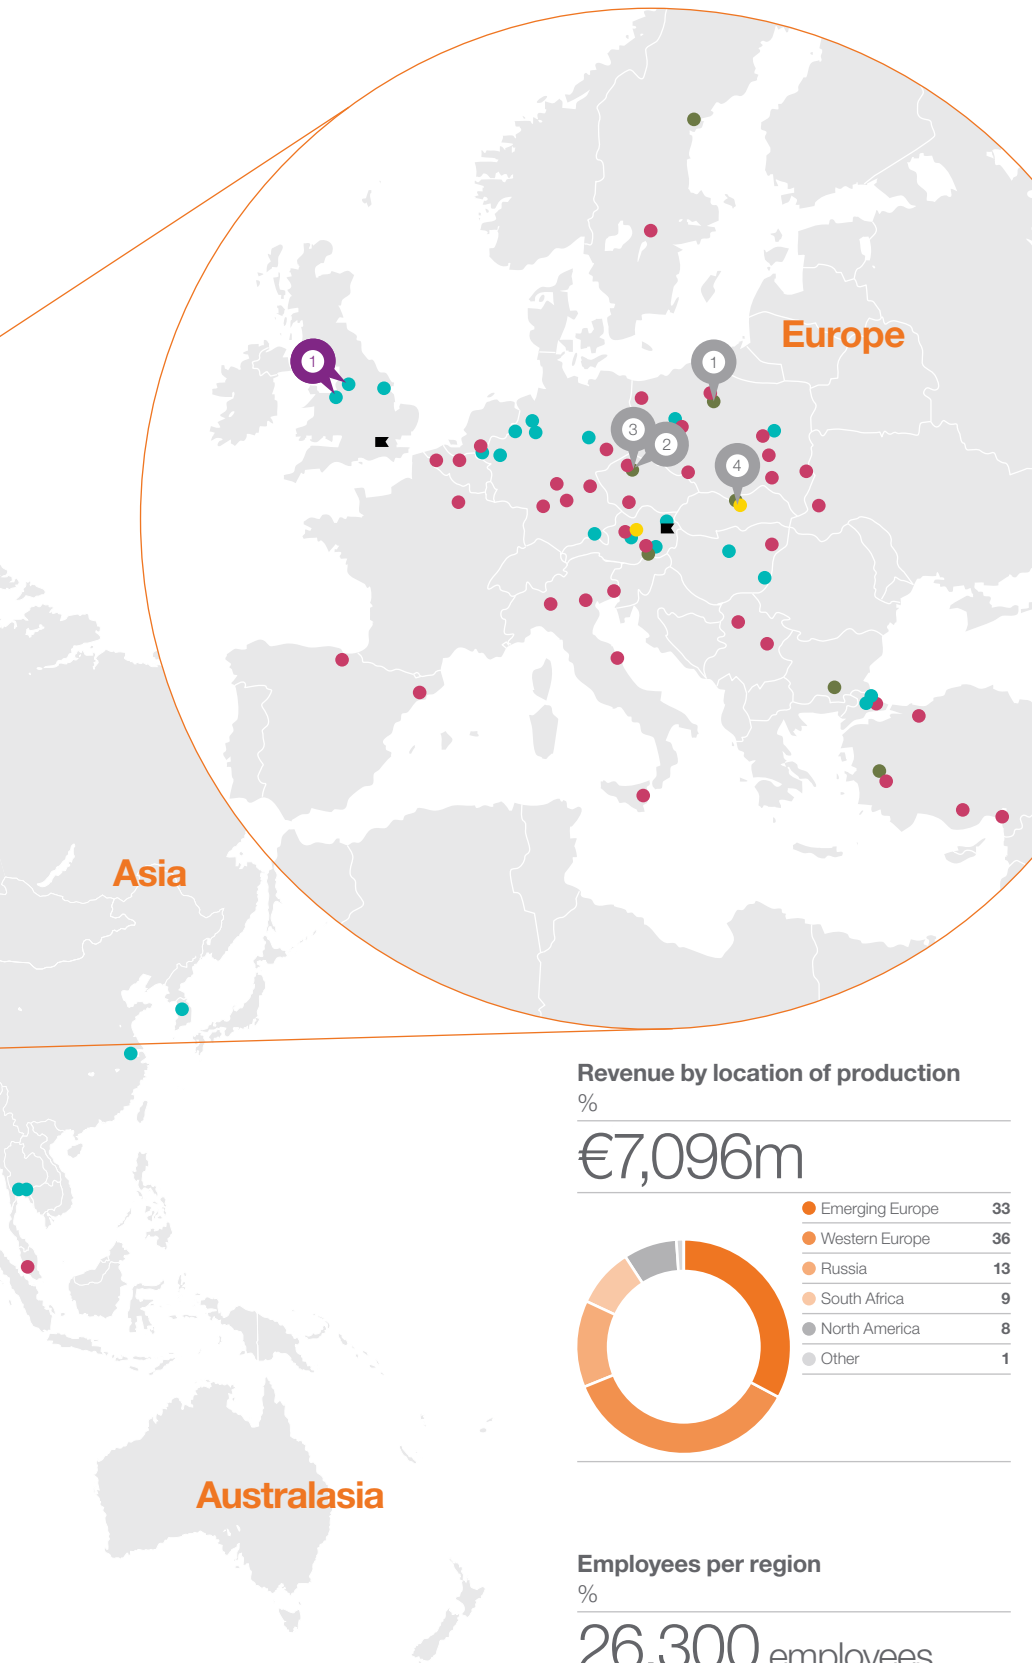 Europe
1
1
3
2
4
Asia
Australasia
Revenue by location of production
%
€7,096m
Emerging Europe 33
Western Europe 36
Russia 13
South Africa 9
North America 8
Other 1
Employees per region
%
26,300 employees